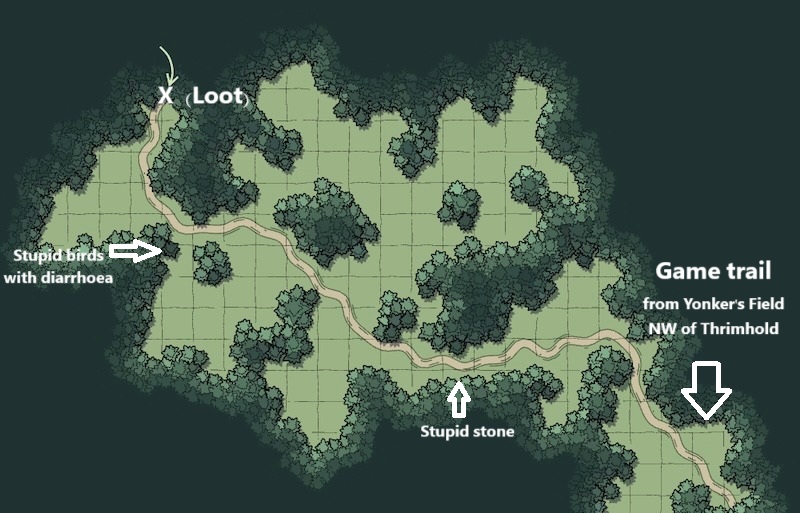 X (Loot)
Stupid birds
with diarrhoea
Game trail
from Yonker's Field
NW of Thrimhold
Stupid stone